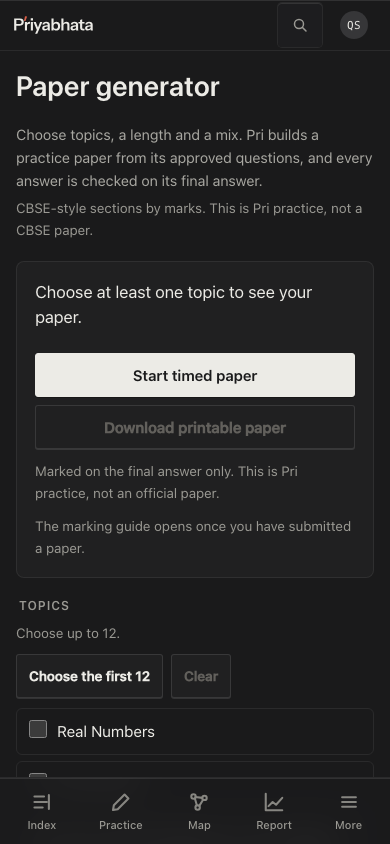 Priyabhata
QS
Paper generator
Choose topics, a length and a mix. Pri builds a
practice paper from its approved questions, and every
answer is checked on its final answer.
CBSE-style sections by marks. This is Pri practice, not a
CBSE paper.
Choose at least one topic to see your
paper.
Start timed paper
Download printable paper
Marked on the final answer only. This is Pri
practice, not an official paper.
The marking guide opens once you have submitted
a paper.
TOPICS
Choose up to 12.
Choose the first 12 Clear
Real Numbers
Index Practice Map Report More